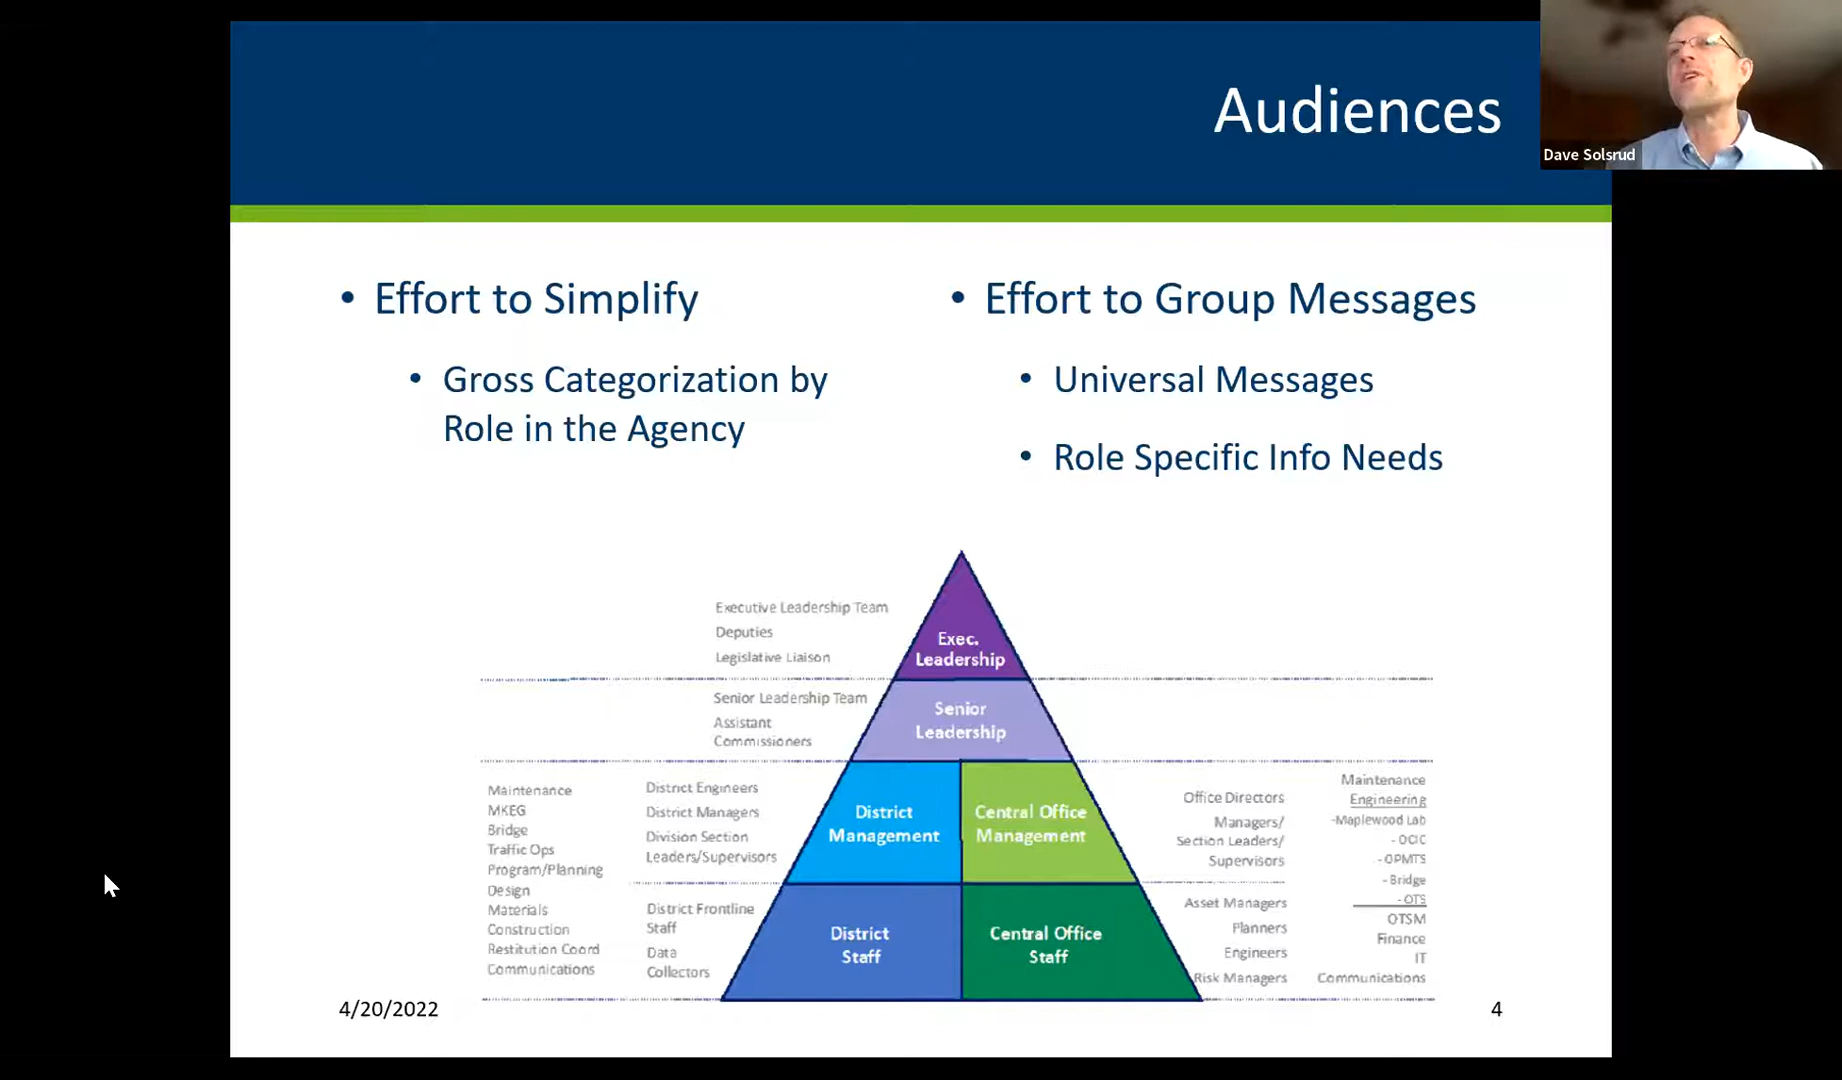 Audiences
Dave Solsrud
• Effort to Simplify
• Gross Categorization by
Role in the Agency
• Effort to Group Messages
• Universal Messages
• Role Specific Info Needs
Executive Leadership Team
Deputies
Legislative Liaison
Exec.
Leadership
Senior Leadership Team
Assistant
Commissioners
Senior
Leadership
Maintenance
MKEG
Bridge
Traffic Ops
Program/Planning
Design
Materials
Construction
Restitution Coord
Communications
District Engineers
District Managers
Division Section
Leaders/Supervisors
District Frontline
Staff
Data
Collectors
District
Management
Central Office
Management
District
Staff
Central Office
Staff
Office Directors
Managers/
Section Leaders/
Supervisors
Asset Managers
Planners
Engineers
Risk Managers
Maintenance
Engineering
-Maplewood Lab
- OCIC
- OPMTS
- Bridge
- OTS
OTSM
Finance
IT
Communications
4/20/2022
4